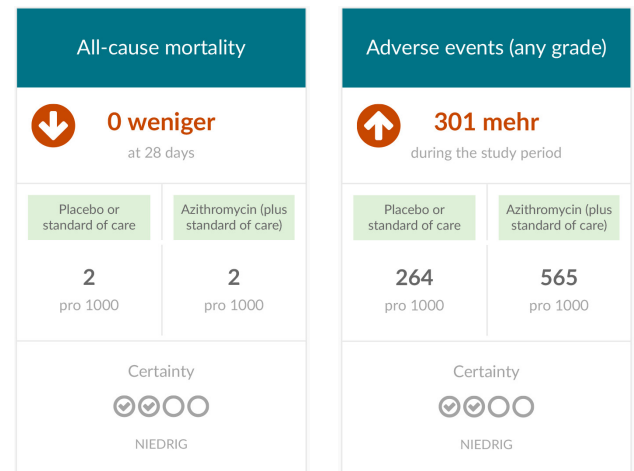 All-cause mortality
0 weniger
at 28 days
Placebo or
standard of care
Azithromycin (plus
standard of care)
2
pro 1000
2
pro 1000
Certainty
NIEDRIG
Adverse events (any grade)
301 mehr
during the study period
Placebo or
standard of care
Azithromycin (plus
standard of care)
264
pro 1000
565
pro 1000
Certainty
NIEDRIG